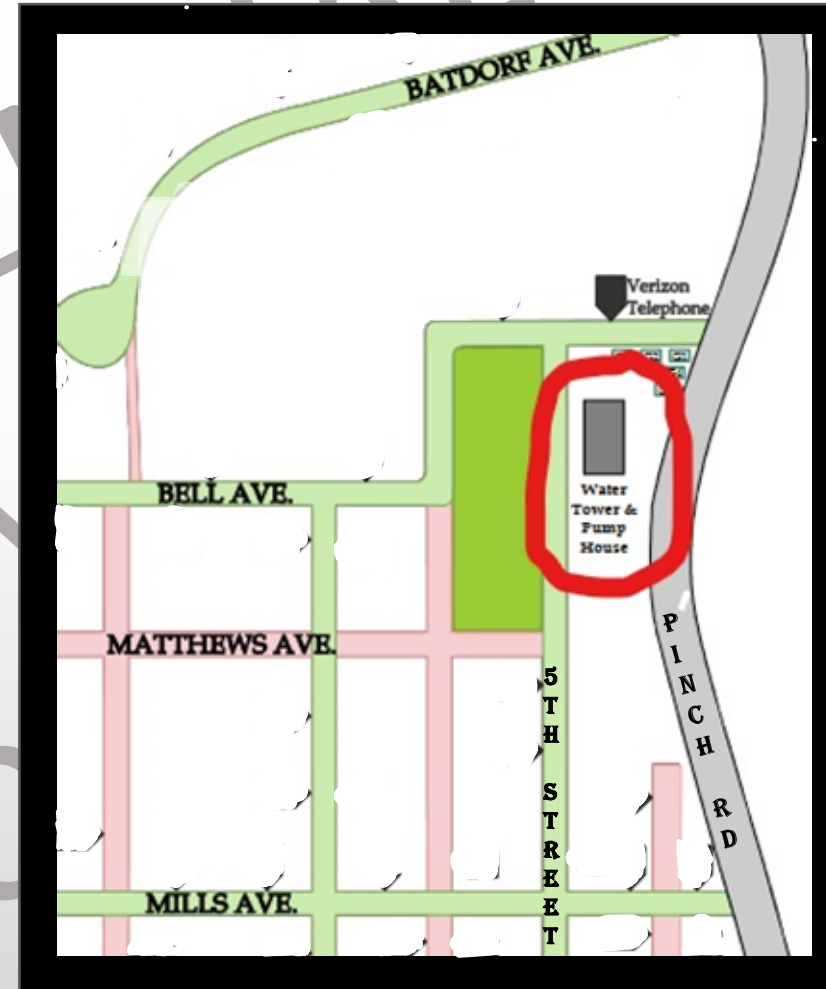 BATDORF AVE.
Verizon
Telephone
BELL AVE.
Water
Tower &
Pump
House
MATTHEWS AVE.
PINCH RD
5TH STREET
MILLS AVE.